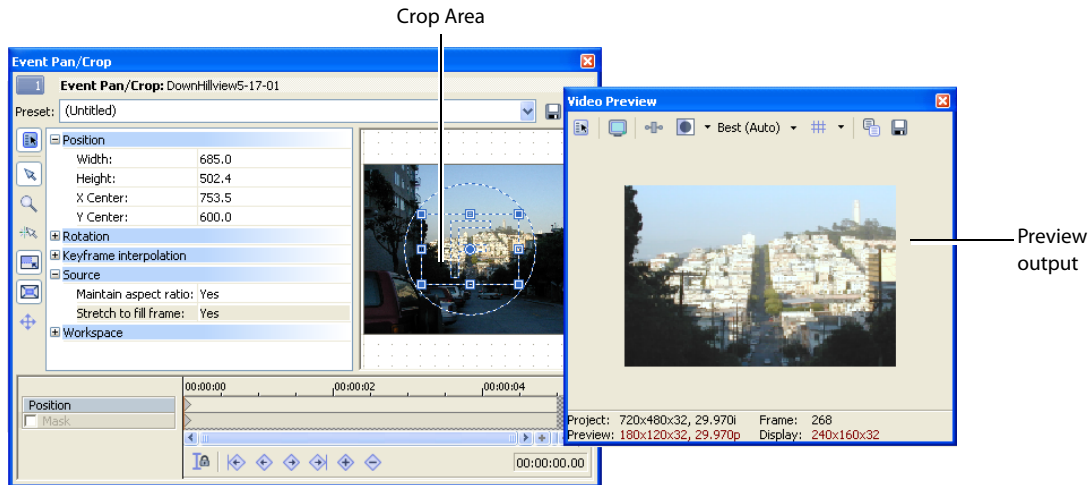 Crop Area
Event Pan/Crop
1 Event Pan/Crop: DownHillview5-17-01
Preset: (Untitled)
Position
Width: 685.0
Height: 502.4
X Center: 753.5
Y Center: 600.0
Rotation
Keyframe interpolation
Source
Maintain aspect ratio: Yes
Stretch to fill frame: Yes
Workspace
00:00:00 00:00:02 00:00:04
Position
Mask
00:00:00.00
Video Preview
Best (Auto)
Project: 720x480x32, 29.970i Frame: 268
Preview: 180x120x32, 29.970p Display: 240x160x32
Preview
output